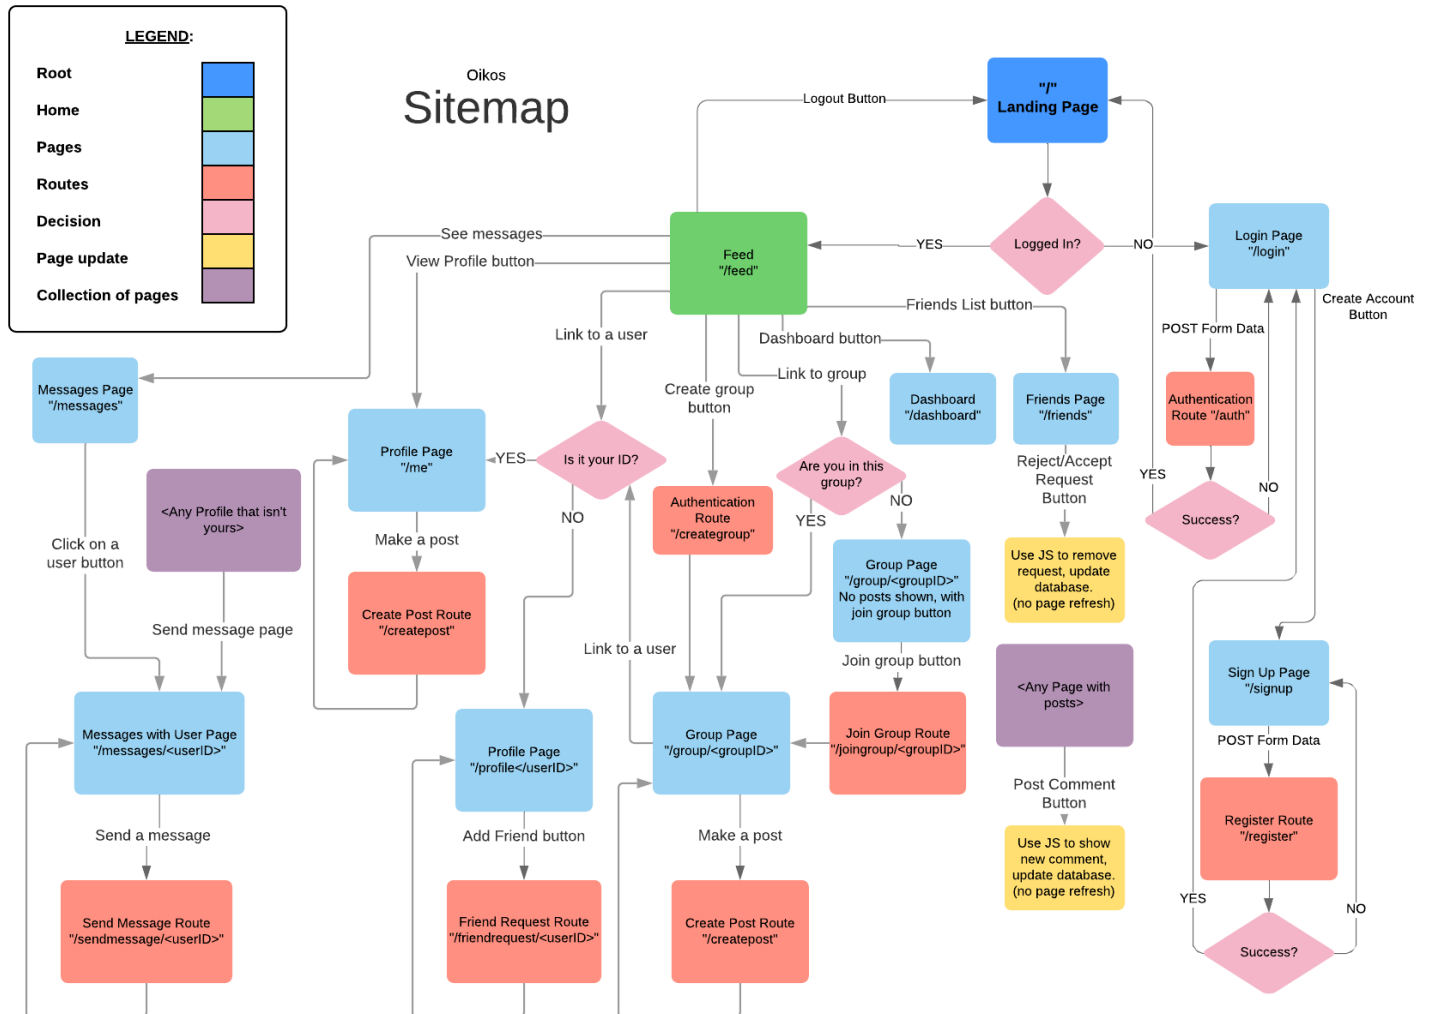 LEGEND:
Root
Home
Pages
Routes
Decision
Page update
Collection of pages
Oikos
Sitemap
"/"
Landing Page
Logout Button
Logged In?
YES
NO
Feed
"/feed"
Login Page
"/login"
See messages
View Profile button
Link to a user
Create group
button
Dashboard button
Link to group
Friends List button
POST Form Data
Create Account
Button
Messages Page
"/messages"
Profile Page
"/me"
Is it your ID?
YES
NO
Are you in this
group?
YES
NO
Dashboard
"/dashboard"
Friends Page
"/friends"
Authentication
Route "/auth"
Reject/Accept
Request
Button
YES
NO
Success?
<Any Profile that isn't
yours>
Click on a
user button
Make a post
Authentication
Route
"/creategroup"
Group Page
"/group/<groupID>"
No posts shown, with
join group button
Use JS to remove
request, update
database.
(no page refresh)
Send message page
Create Post Route
"/createpost"
Link to a user
Join group button
<Any Page with
posts>
Sign Up Page
"/signup
Messages with User Page
"/messages/<userID>"
Profile Page
"/profile</userID>"
Group Page
"/group/<groupID>"
Join Group Route
"/joingroup/<groupID>"
POST Form Data
Send a message
Add Friend button
Make a post
Post Comment
Button
Register Route
"/register"
Use JS to show
new comment,
update database.
(no page refresh)
Send Message Route
"/sendmessage/<userID>"
Friend Request Route
"/friendrequest/<userID>"
Create Post Route
"/createpost"
YES
NO
Success?